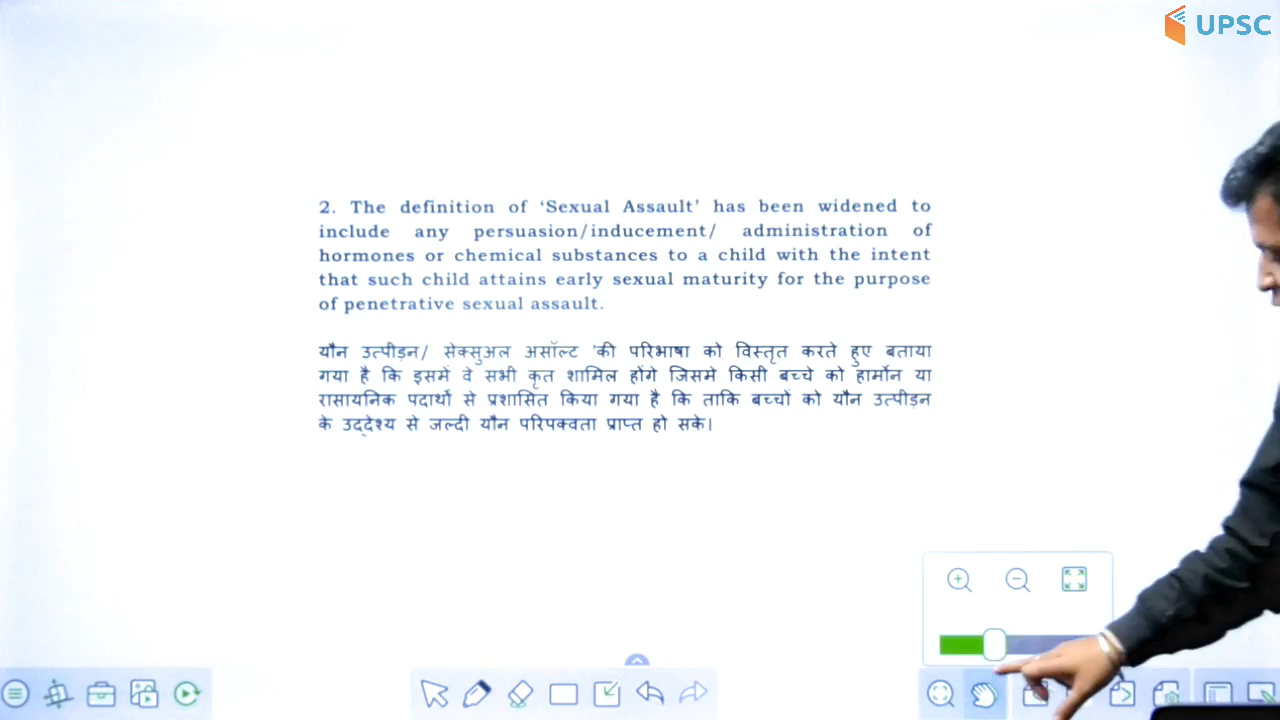 UPSC
2. The definition of ‘Sexual Assault’ has been widened to
include any persuasion/inducement/ administration of
hormones or chemical substances to a child with the intent
that such child attains early sexual maturity for the purpose
of penetrative sexual assault.
यौन उत्पीड़न/ सेक्सुअल असॉल्ट 'की परिभाषा को विस्तृत करते हुए बताया
गया है कि इसमें वे सभी कृत शामिल होंगे जिसमे किसी बच्चे को हार्मोन या
रासायनिक पदार्थो से प्रशासित किया गया है कि ताकि बच्चों को यौन उत्पीड़न
के उद्देश्य से जल्दी यौन परिपक्वता प्राप्त हो सके।